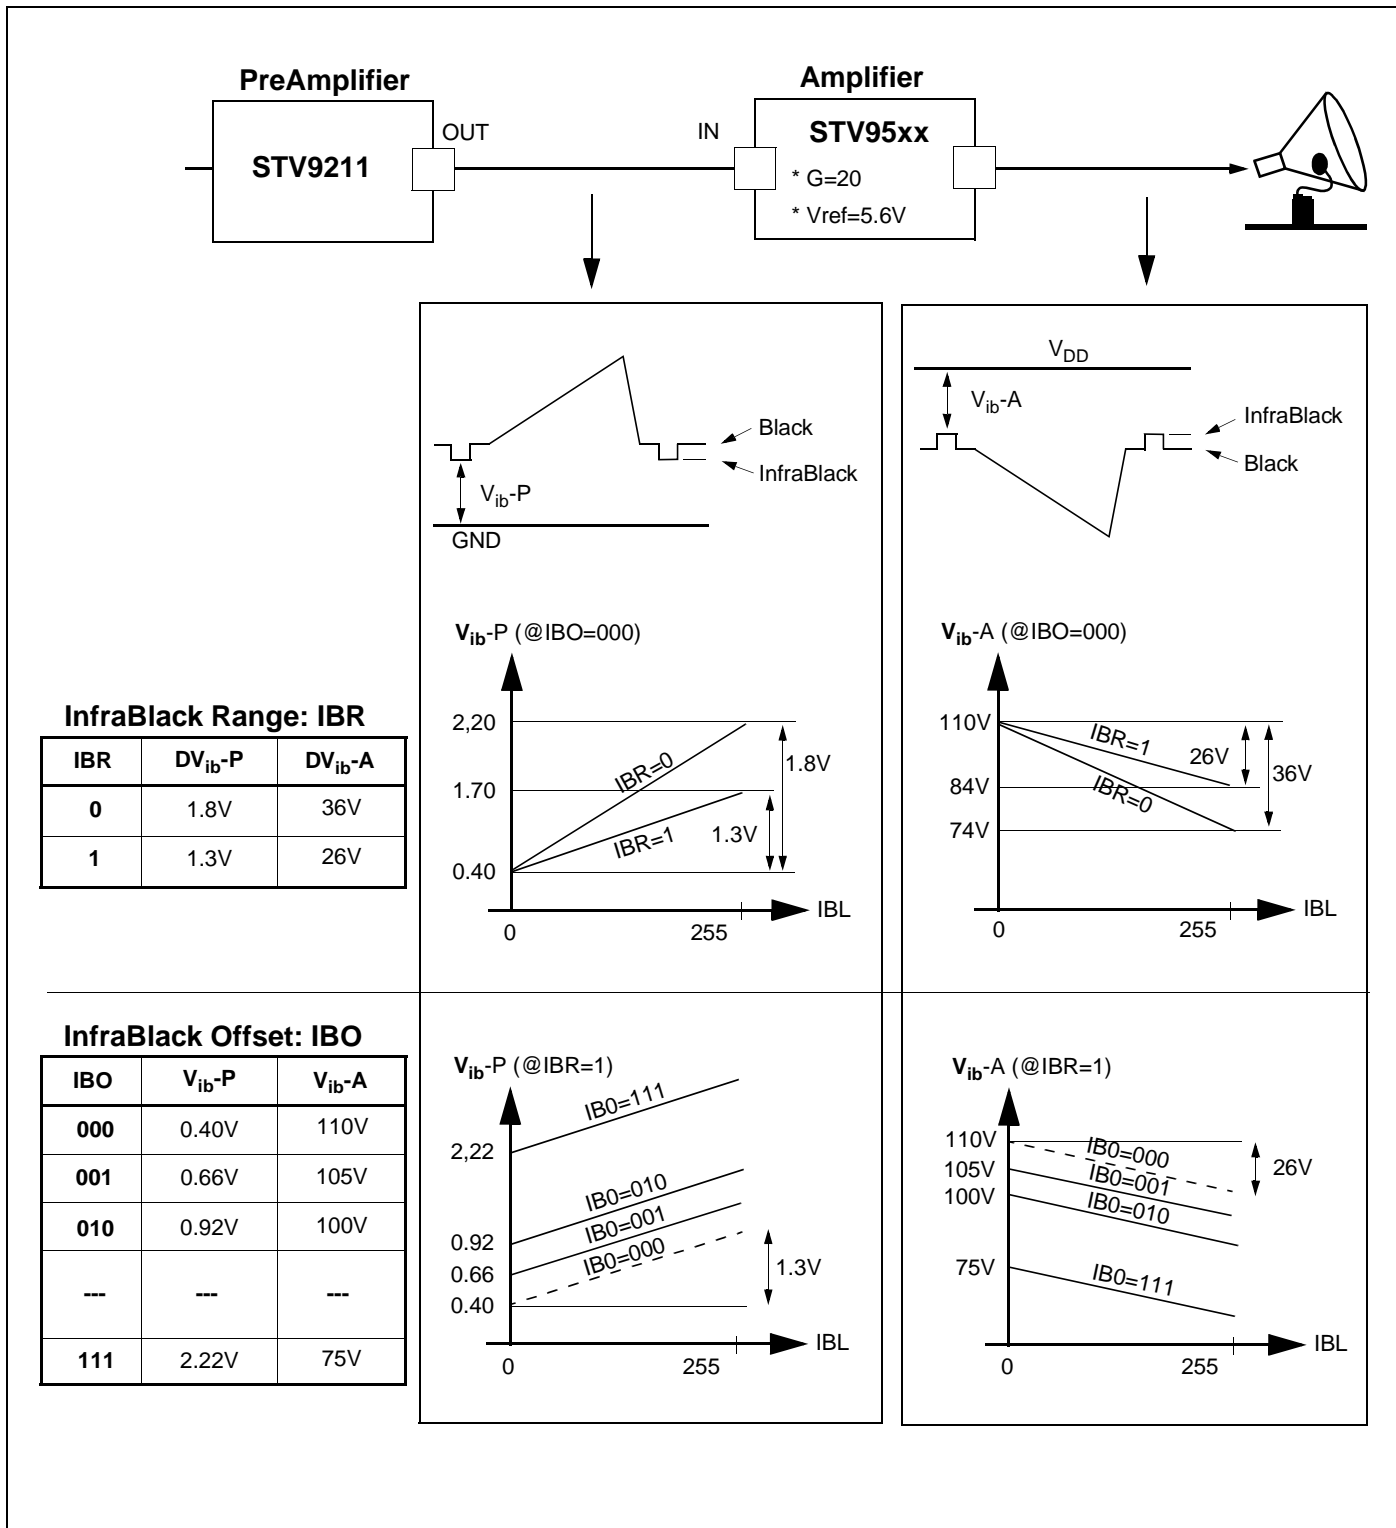 PreAmplifier
Amplifier
STV9211
OUT
IN
STV95xx
* G=20
* Vref=5.6V
Black
InfraBlack
Vib-P
GND
VDD
Vib-A
InfraBlack
Black
InfraBlack Range: IBR
IBR DVib-P DVib-A
0 1.8V 36V
1 1.3V 26V
Vib-P (@IBO=000)
2,20
1.70
0.40
IBR=0
IBR=1
1.8V
1.3V
0 255 IBL
Vib-A (@IBO=000)
110V
84V
74V
IBR=1
IBR=0
26V
36V
0 255 IBL
InfraBlack Offset: IBO
IBO Vib-P Vib-A
000 0.40V 110V
001 0.66V 105V
010 0.92V 100V
--- --- ---
111 2.22V 75V
Vib-P (@IBR=1)
2,22
0.92
0.66
0.40
IB0=111
IB0=010
IB0=001
IB0=000
1.3V
0 255 IBL
Vib-A (@IBR=1)
110V
105V
100V
75V
IB0=000
IB0=001
IB0=010
IB0=111
26V
0 255 IBL